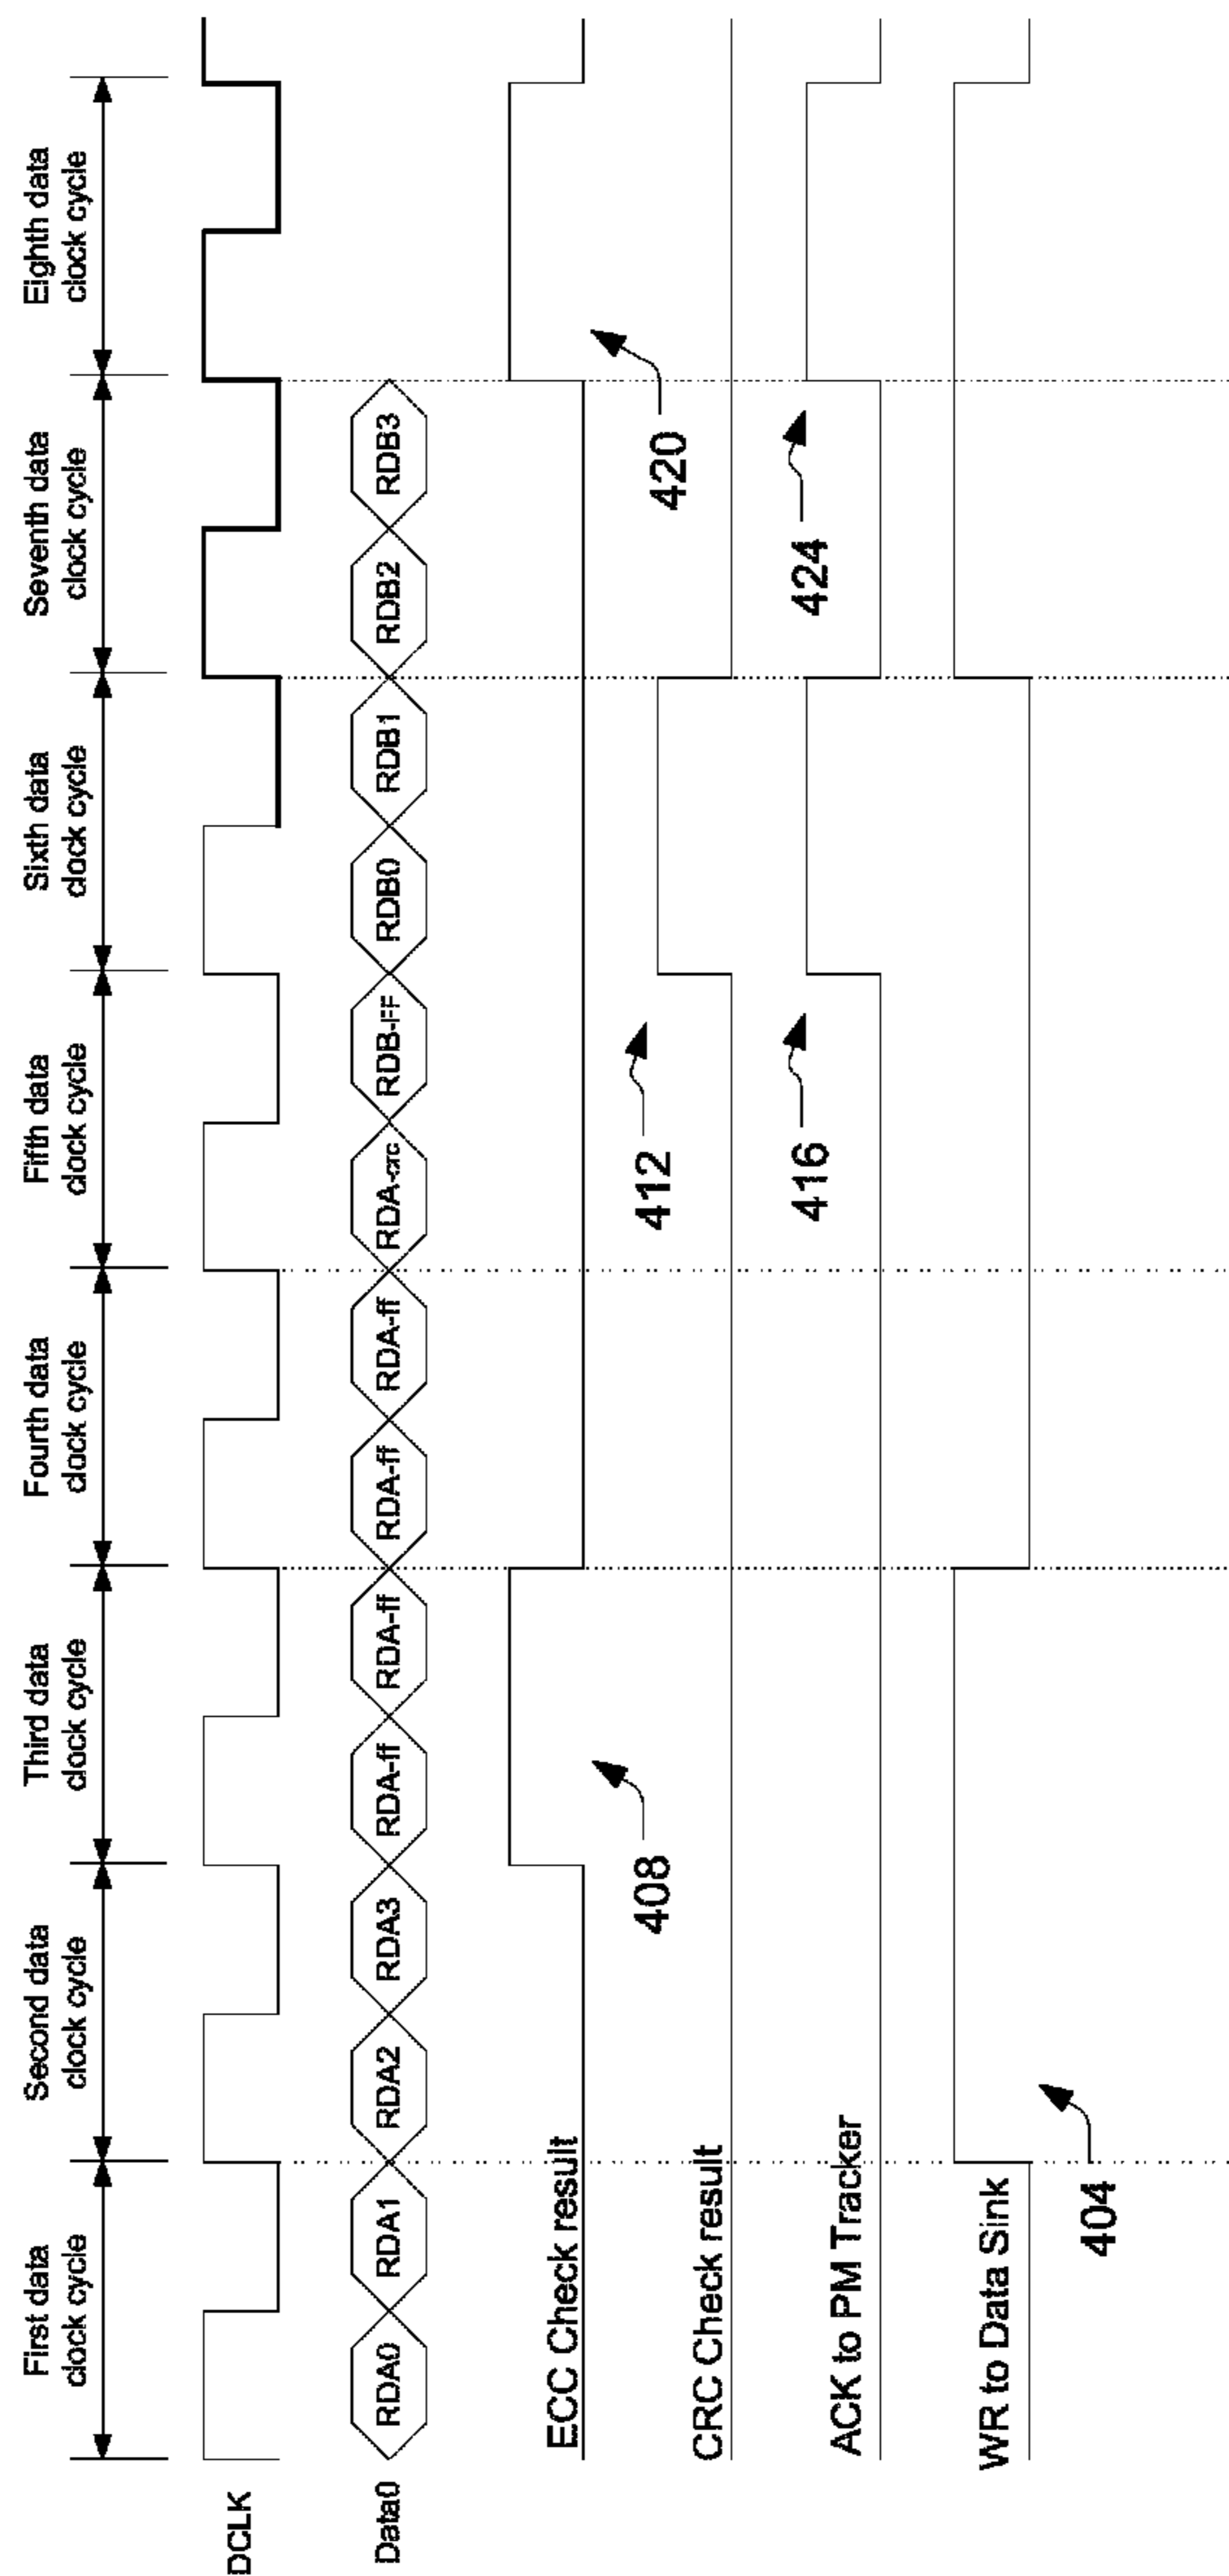 First data
clock cycle
Second data
clock cycle
Third data
clock cycle
Fourth data
clock cycle
Fifth data
clock cycle
Sixth data
clock cycle
Seventh data
clock cycle
Eighth data
clock cycle
DCLK
Data0
RDA0
RDA1
RDA2
RDA3
RDA-ff
RDA-ff
RDA-ff
RDA-ff
RDA-crc
RDB-FF
RDB0
RDB1
RDB2
RDB3
ECC Check result
408
420
CRC Check result
412
ACK to PM Tracker
416
424
WR to Data Sink
404